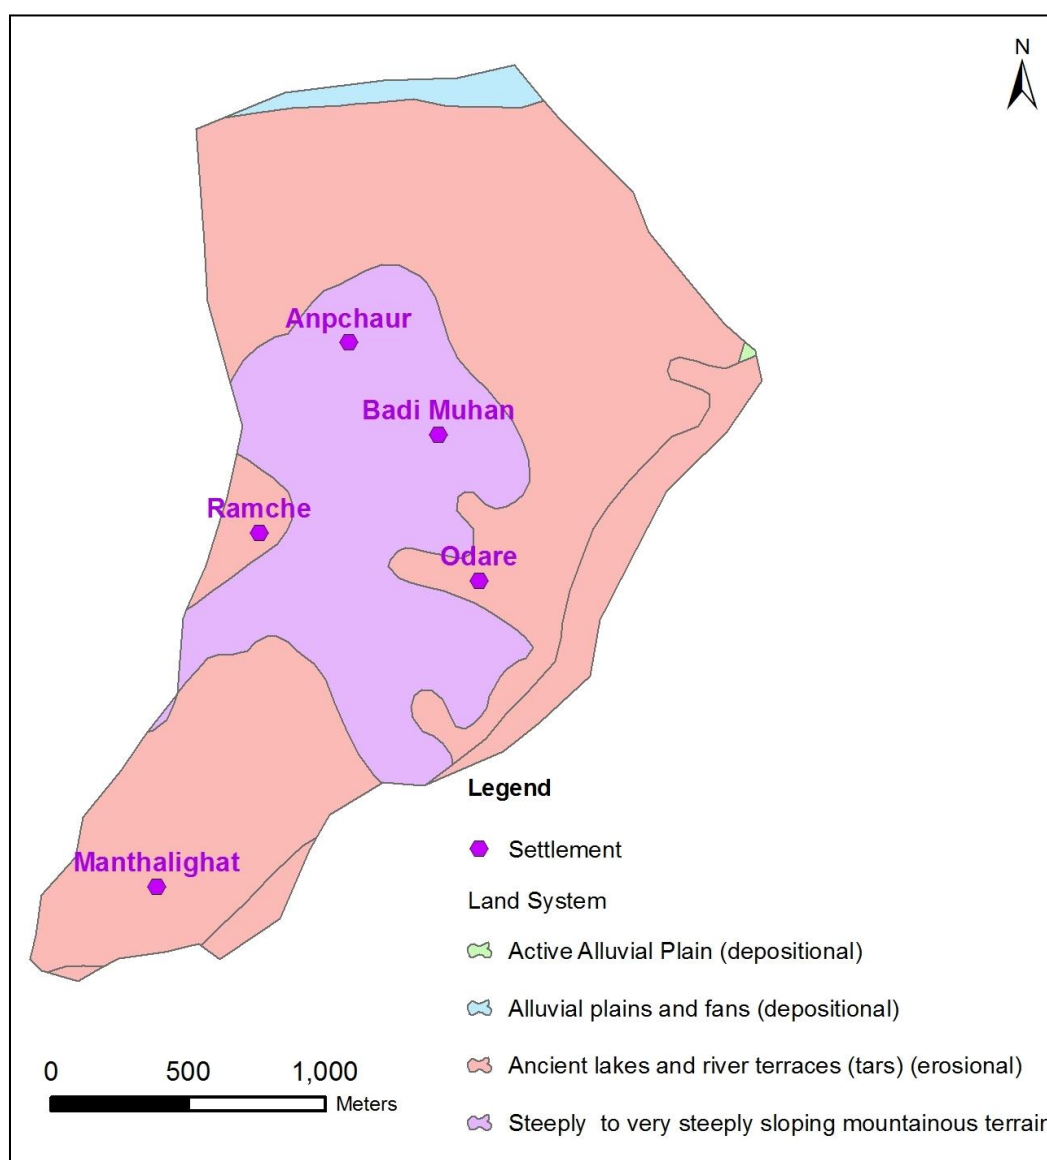 N
Anpchaur
Badi Muhan
Ramche
Odare
Manthalighat
Legend
Settlement
Land System
Active Alluvial Plain (depositional)
Alluvial plains and fans (depositional)
Ancient lakes and river terraces (tars) (erosional)
Steeply to very steeply sloping mountainous terrain
0 500 1,000
Meters